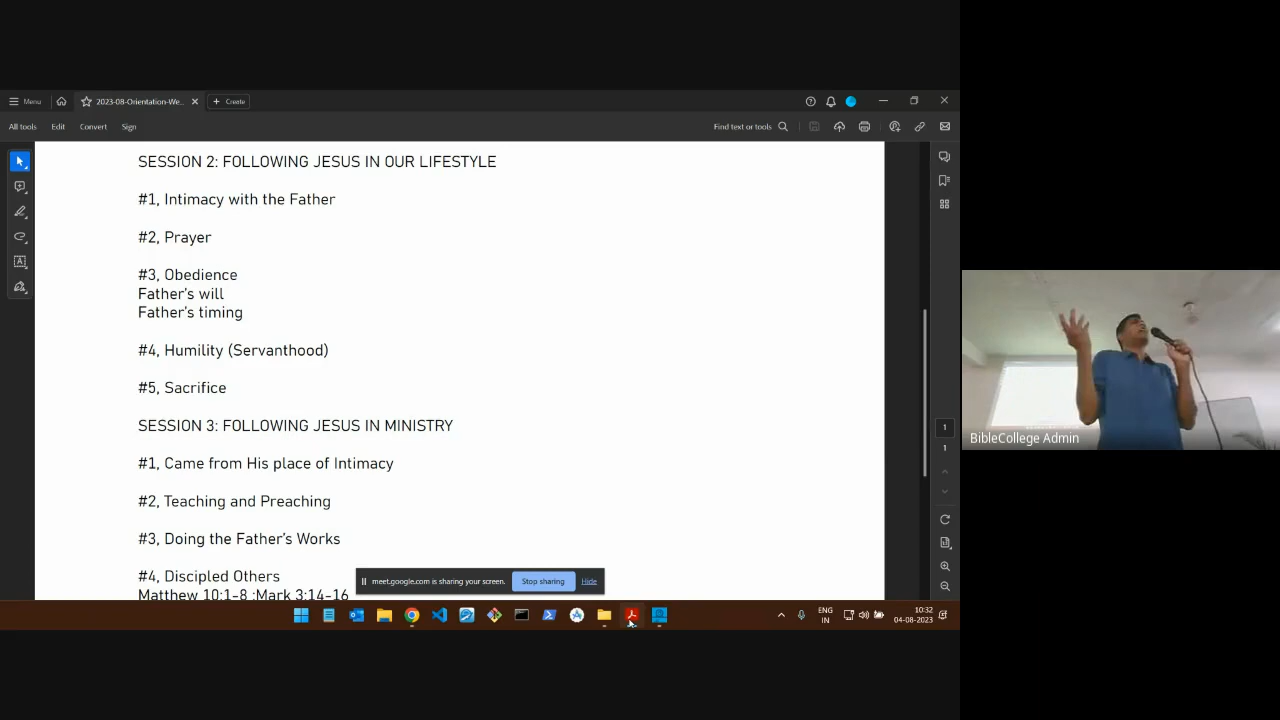 Menu
2023-08-Orientation-We...
Create
All tools
Edit
Convert
Sign
Find text or tools
SESSION 2: FOLLOWING JESUS IN OUR LIFESTYLE
#1, Intimacy with the Father
#2, Prayer
#3, Obedience
Father's will
Father's timing
#4, Humility (Servanthood)
#5, Sacrifice
SESSION 3: FOLLOWING JESUS IN MINISTRY
#1, Came from His place of Intimacy
#2, Teaching and Preaching
#3, Doing the Father's Works
#4, Discipled Others
Matthew 10:1-8 ;Mark 3:14-16
1
1
meet.google.com is sharing your screen.
Stop sharing
Hide
ENG
IN
10:32
04-08-2023
BibleCollege Admin